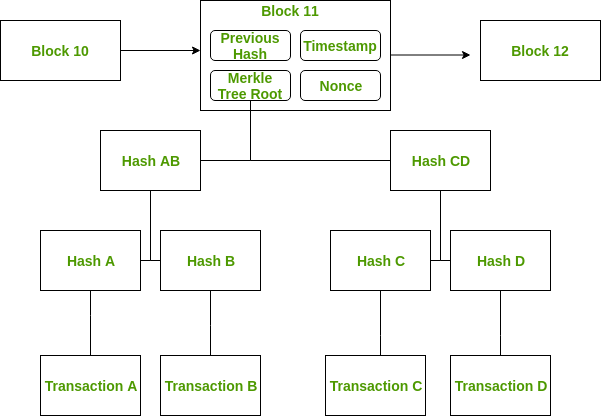 Block 11
Block 10
Previous
Hash
Timestamp
Block 12
Merkle
Tree Root
Nonce
Hash AB
Hash CD
Hash A
Hash B
Hash C
Hash D
Transaction A
Transaction B
Transaction C
Transaction D